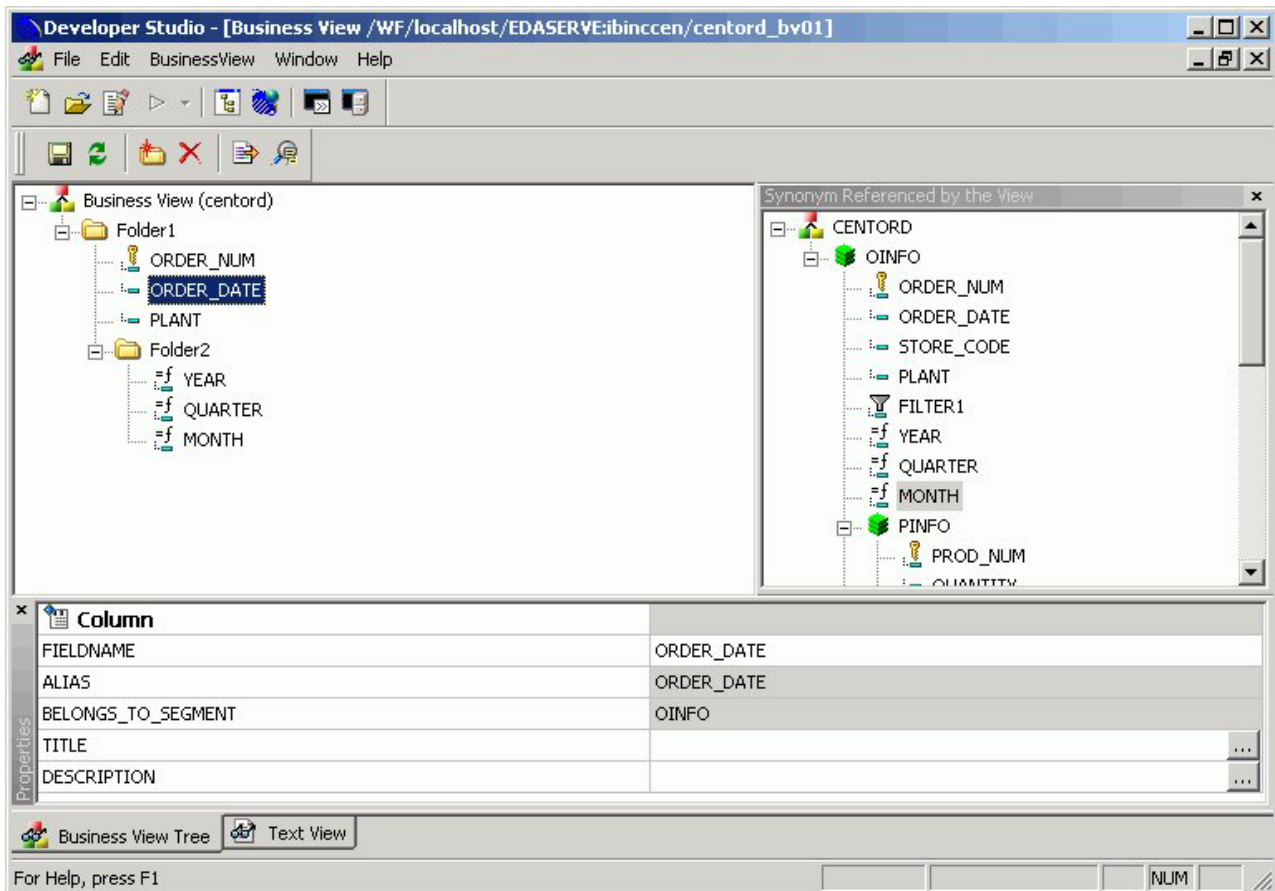 Developer Studio - [Business View /WF/localhost/EDASERVE:ibinccen/centord_bv01]
File Edit BusinessView Window Help
Business View (centord)
Folder1
ORDER_NUM
ORDER_DATE
PLANT
Folder2
YEAR
QUARTER
MONTH
Synonym Referenced by the View
CENTORD
OINFO
ORDER_NUM
ORDER_DATE
STORE_CODE
PLANT
FILTER1
YEAR
QUARTER
MONTH
PINFO
PROD_NUM
QUANTITY
Properties
Column
FIELDNAME ORDER_DATE
ALIAS ORDER_DATE
BELONGS_TO_SEGMENT OINFO
TITLE ...
DESCRIPTION ...
Business View Tree Text View
For Help, press F1 NUM